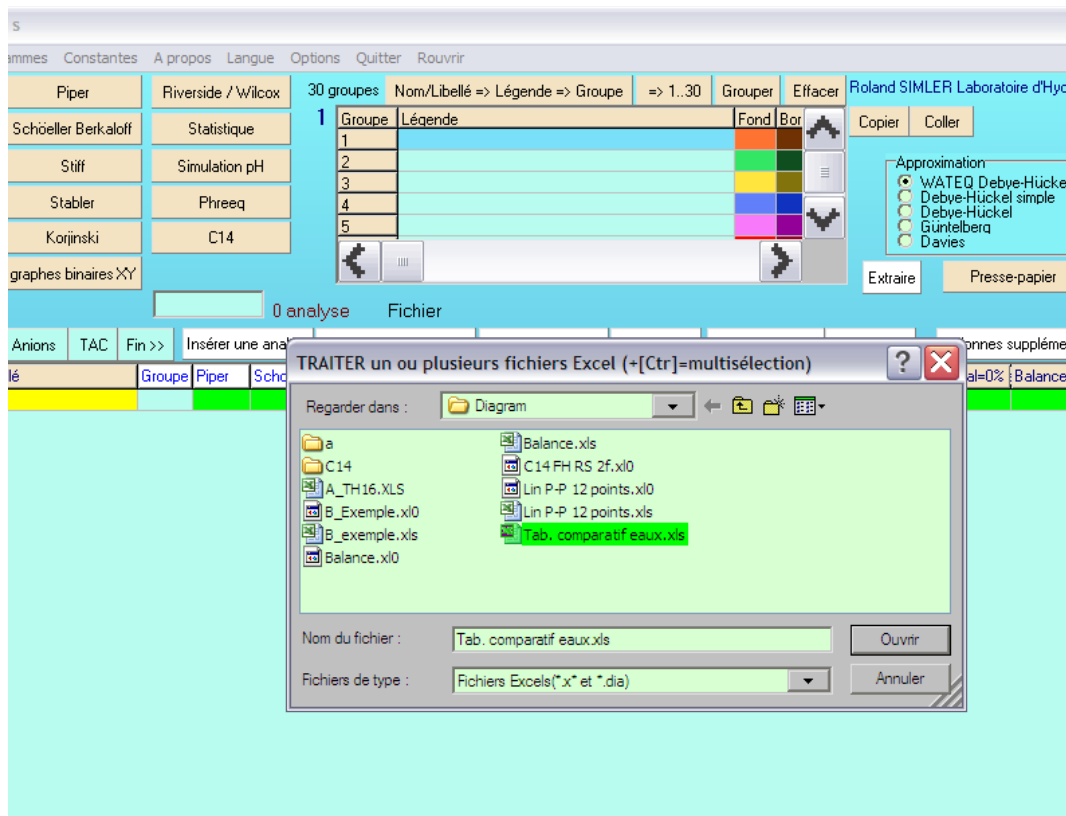 s
ammes Constantes A propos Langue Options Quitter Rouvrir
Piper Riverside / Wilcox 30 groupes Nom/Libellé => Légende => Groupe => 1..30 Grouper Effacer Roland SIMLER Laboratoire d'Hyd
Schöeller Berkaloff Statistique 1 Groupe Légende Fond Bor Copier Coller
1
Stiff Simulation pH 2 Approximation
3 WATEQ Debye-Hücke
Stabler Phreeq 4 Debye-Hückel simple
5 Debye-Hückel
Korjinski C14 Güntelberg
Davies
graphes binaires XY Extraire Presse-papier
0 analyse Fichier
Anions TAC Fin >> Insérer une anal onnes supplème
lé Groupe Piper Scho al=0% Balance
TRAITER un ou plusieurs fichiers Excel (+[Ctr]=multisélection)
Regarder dans : Diagram
a Balance.xls
C14 C14 FH RS 2f.xl0
A_TH16.XLS Lin P-P 12 points.xl0
B_Exemple.xl0 Lin P-P 12 points.xls
B_exemple.xls Tab. comparatif eaux.xls
Balance.xl0
Nom du fichier : Tab. comparatif eaux.xls Ouvrir
Fichiers de type : Fichiers Excels(*.x* et *.dia) Annuler